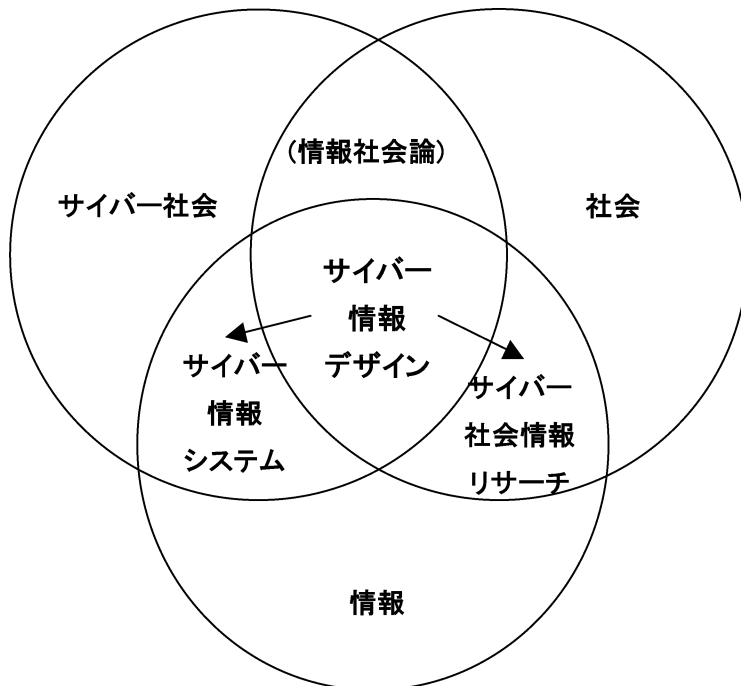 (情報社会論)
サイバー社会
社会
サイバー
情報
デザイン
サイバー
情報
システム
サイバー
社会情報
リサーチ
情報